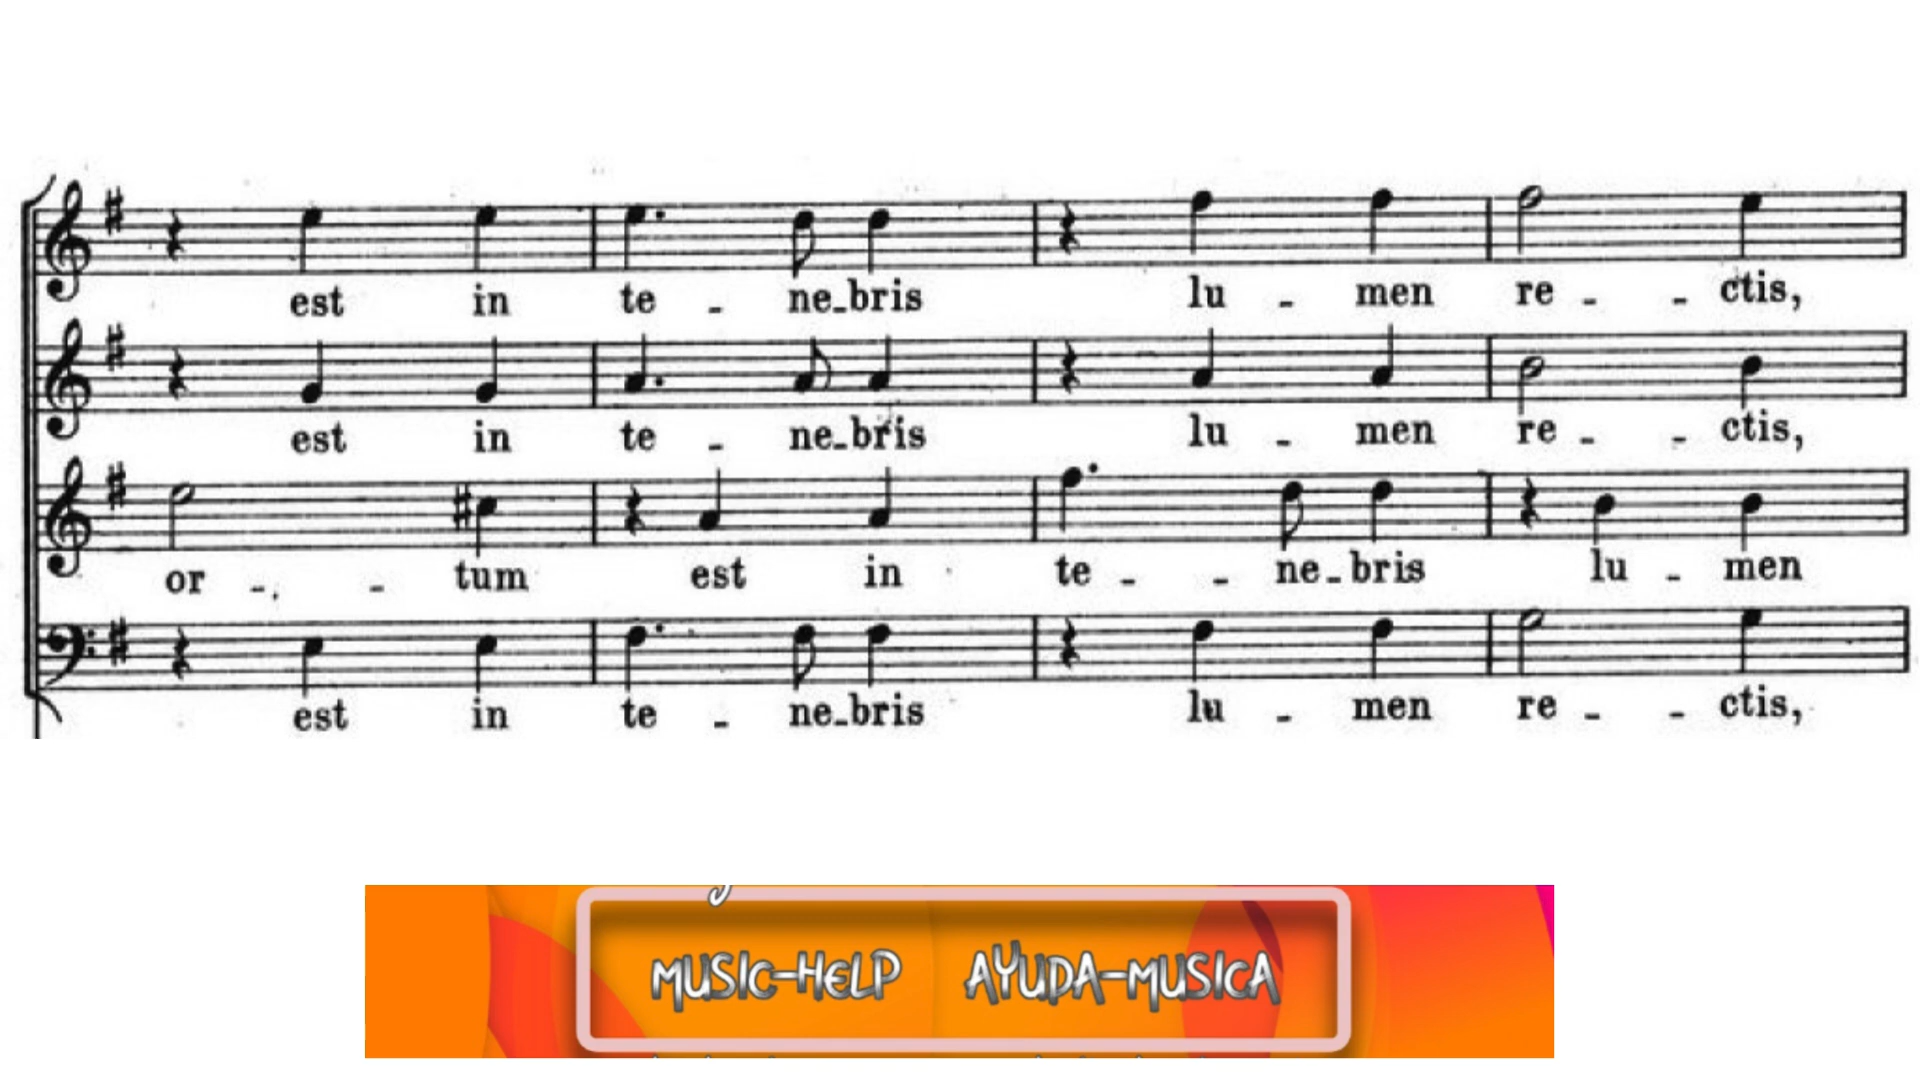 est in te - ne-bris lu - men re - - ctis,
est in te - ne-bris lu - men re - - ctis,
or - - tum est in te - - ne-bris lu - men
est in te - ne-bris lu - men re - - ctis,
MUSIC-HELP AYUDA-MUSICA